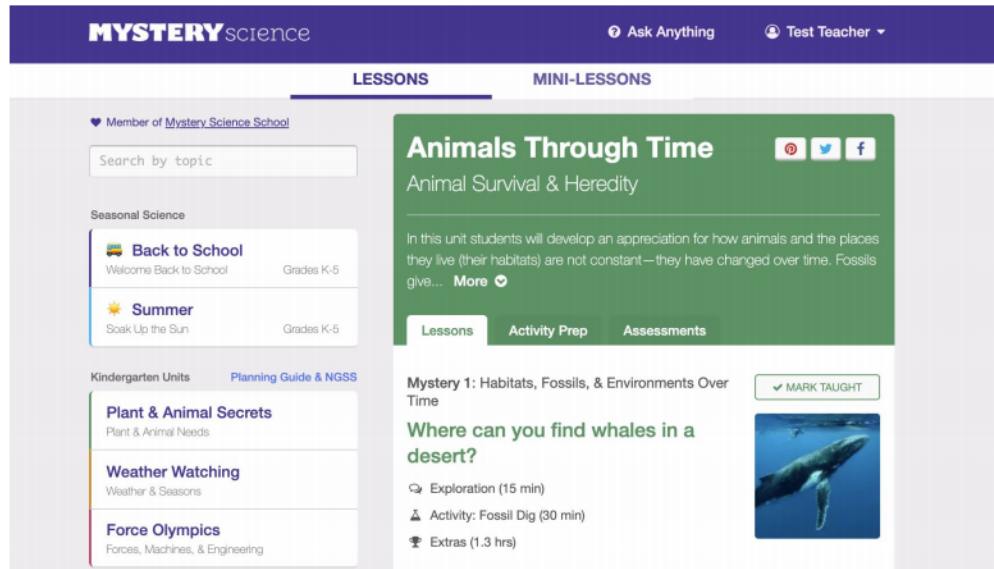 MYSTERYscience
Ask Anything
Test Teacher
LESSONS
MINI-LESSONS
Member of Mystery Science School
Search by topic
Seasonal Science
Back to School
Welcome Back to School
Grades K-5
Summer
Soak Up the Sun
Grades K-5
Kindergarten Units
Planning Guide & NGSS
Plant & Animal Secrets
Plant & Animal Needs
Weather Watching
Weather & Seasons
Force Olympics
Forces, Machines, & Engineering
Animals Through Time
Animal Survival & Heredity
In this unit students will develop an appreciation for how animals and the places
they live (their habitats) are not constant—they have changed over time. Fossils
give... More
Lessons
Activity Prep
Assessments
Mystery 1: Habitats, Fossils, & Environments Over
Time
MARK TAUGHT
Where can you find whales in a
desert?
Exploration (15 min)
Activity: Fossil Dig (30 min)
Extras (1.3 hrs)